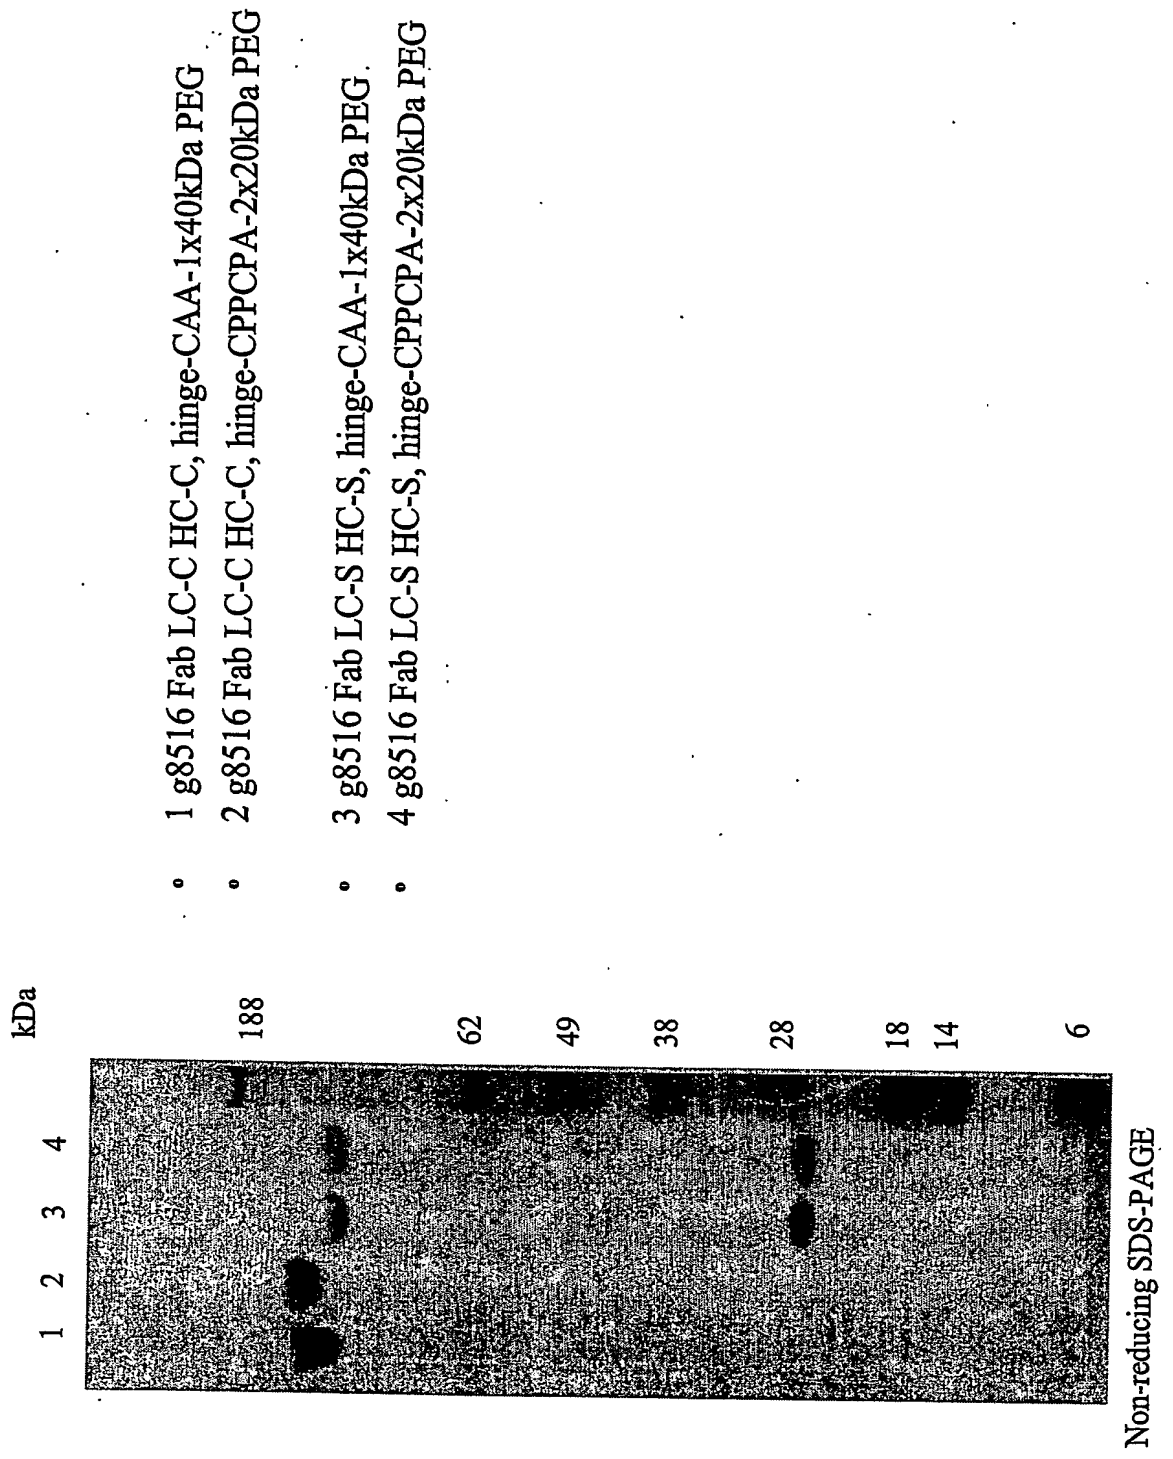 kDa
1 2 3 4
188
62
49
38
28
18
14
6
Non-reducing SDS-PAGE
• 1 g8516 Fab LC-C HC-C, hinge-CAA-1x40kDa PEG
• 2 g8516 Fab LC-C HC-C, hinge-CPPCPA-2x20kDa PEG
• 3 g8516 Fab LC-S HC-S, hinge-CAA-1x40kDa PEG
• 4 g8516 Fab LC-S HC-S, hinge-CPPCPA-2x20kDa PEG